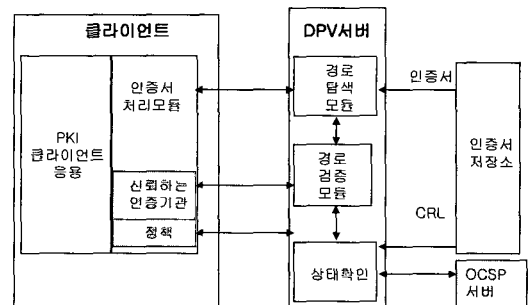 클라이언트
DPV서버
인증서
처리모듈
PKI
클라이언트
응용
신뢰하는
인증기관
정책
경로
탐색
모듈
경로
검증
모듈
상태확인
인증서
CRL
인증서
저장소
OCSP
서버